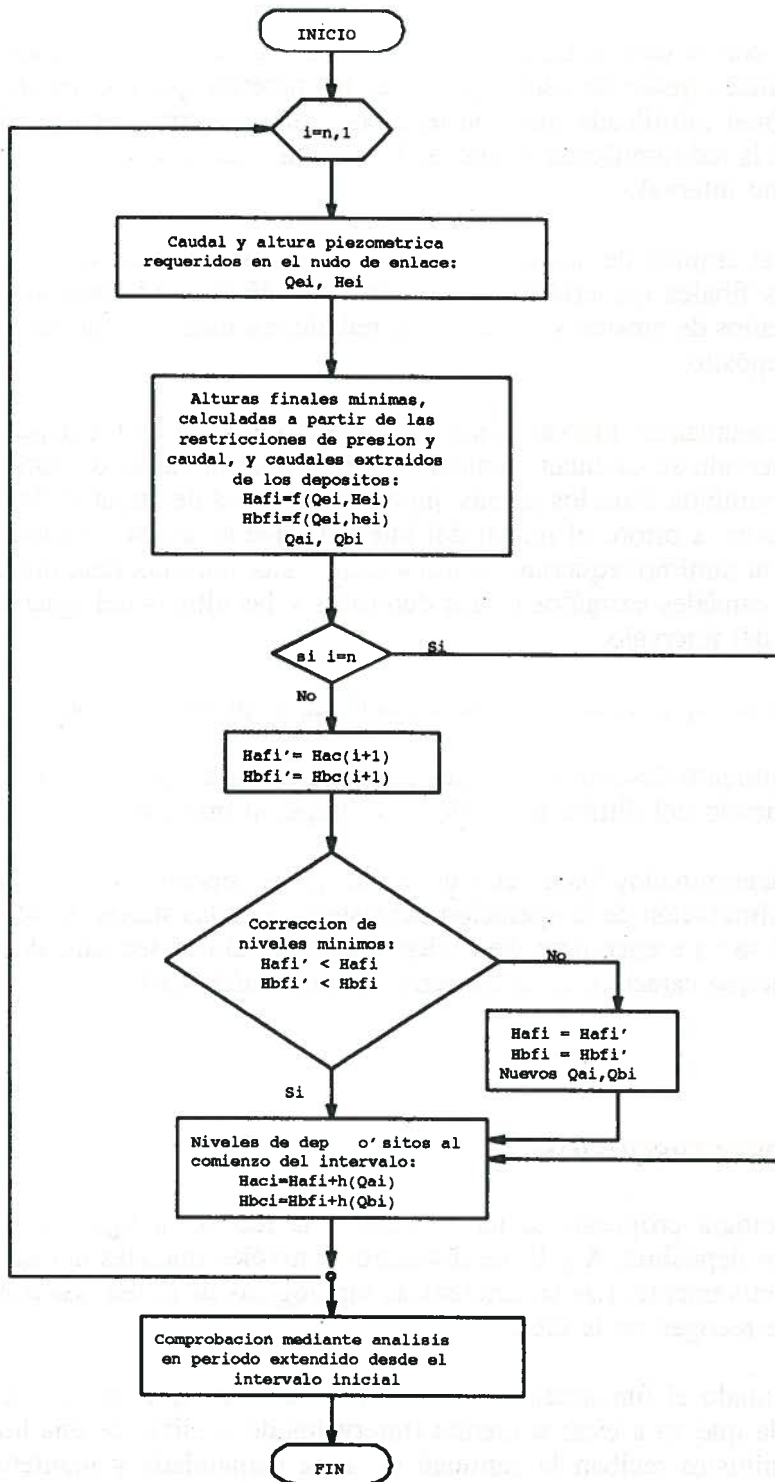 INICIO
i=n,1
Caudal y altura piezometrica
requeridos en el nudo de enlace:
Qei, Hei
Alturas finales minimas,
calculadas a partir de las
restricciones de presion y
caudal, y caudales extraidos
de los depositos:
Hafi=f(Qei,Hei)
Hbfi=f(Qei,hei)
Qai, Qbi
si i=n
Si
No
Hafi'= Hac(i+1)
Hbfi'= Hbc(i+1)
Correccion de
niveles minimos:
Hafi' < Hafi
Hbfi' < Hbfi
No
Hafi = Hafi'
Hbfi = Hbfi'
Nuevos Qai,Qbi
Si
Niveles de dep o'sitos al
comienzo del intervalo:
Haci=Hafi+h(Qai)
Hbci=Hbfi+h(Qbi)
Comprobacion mediante analisis
en periodo extendido desde el
intervalo inicial
FIN